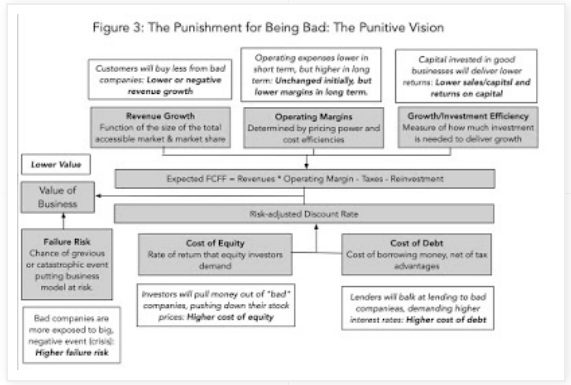 Figure 3: The Punishment for Being Bad: The Punitive Vision
Customers will buy less from bad
companies: Lower or negative
revenue growth
Operating expenses lower in
short term, but higher in long
term: Unchanged initially, but
lower margins in long term.
Capital invested in good
businesses will deliver lower
returns: Lower sales/capital and
returns on capital
Revenue Growth
Function of the size of the total
accessible market & market share
Operating Margins
Determined by pricing power and
cost efficiencies
Growth/Investment Efficiency
Measure of how much investment
is needed to deliver growth
Lower Value
Value of
Business
Expected FCFF = Revenues * Operating Margin - Taxes - Reinvestment
Risk-adjusted Discount Rate
Failure Risk
Chance of grevious
or catastrophic event
putting business
model at risk.
Cost of Equity
Rate of return that equity investors
demand
Cost of Debt
Cost of borrowing money, net of tax
advantages
Investors will pull money out of "bad"
companies, pushing down their stock
prices: Higher cost of equity
Lenders will balk at lending to bad
companieas, demanding higher
interest rates: Higher cost of debt
Bad companies are
more exposed to big,
negative event (crisis):
Higher failure risk